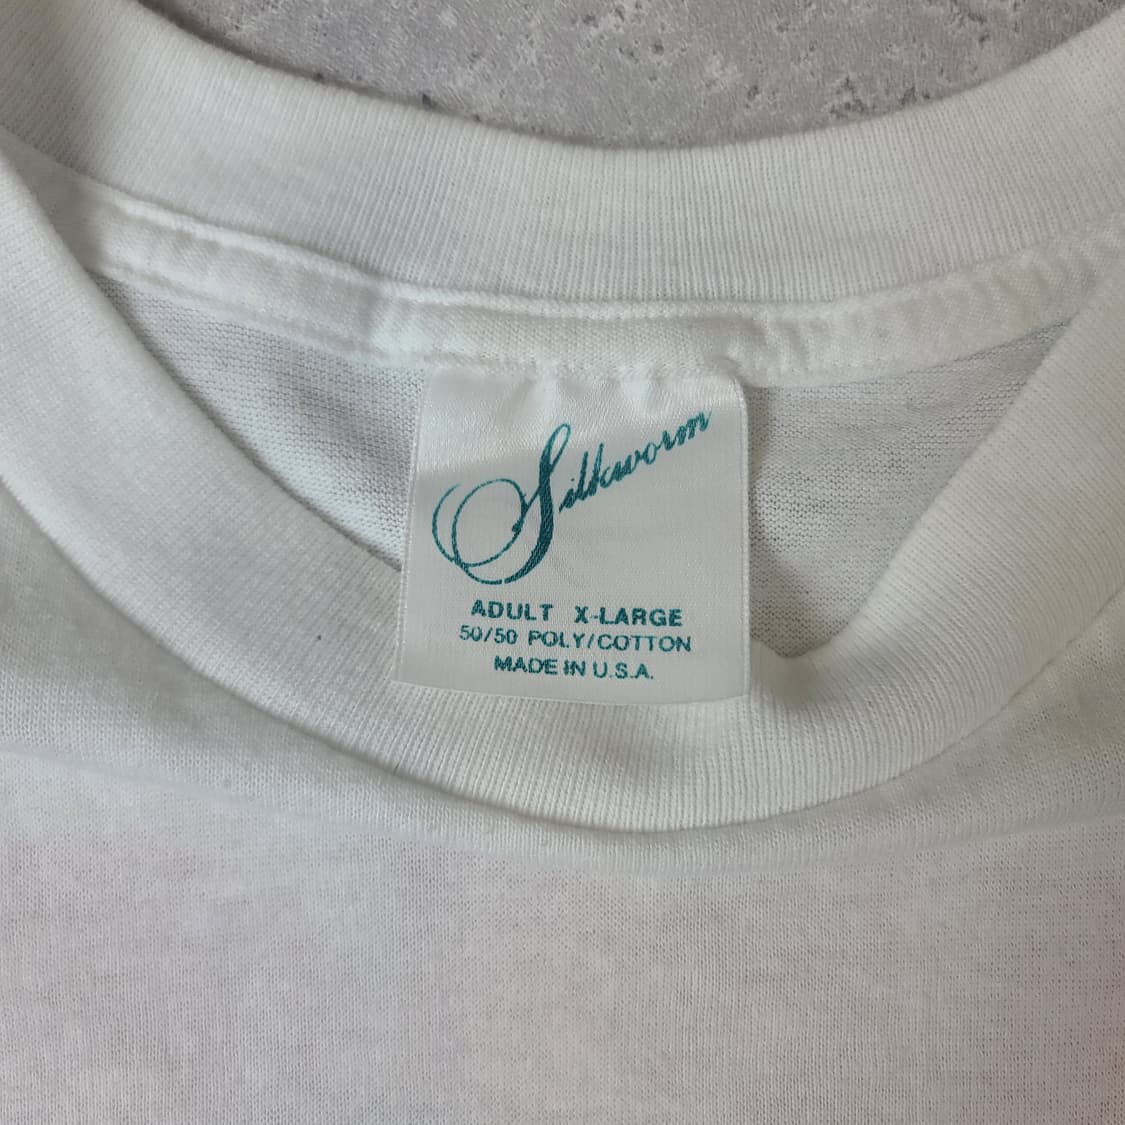 Silkworm
ADULT X-LARGE
50/50 POLY/COTTON
MADE IN U.S.A.